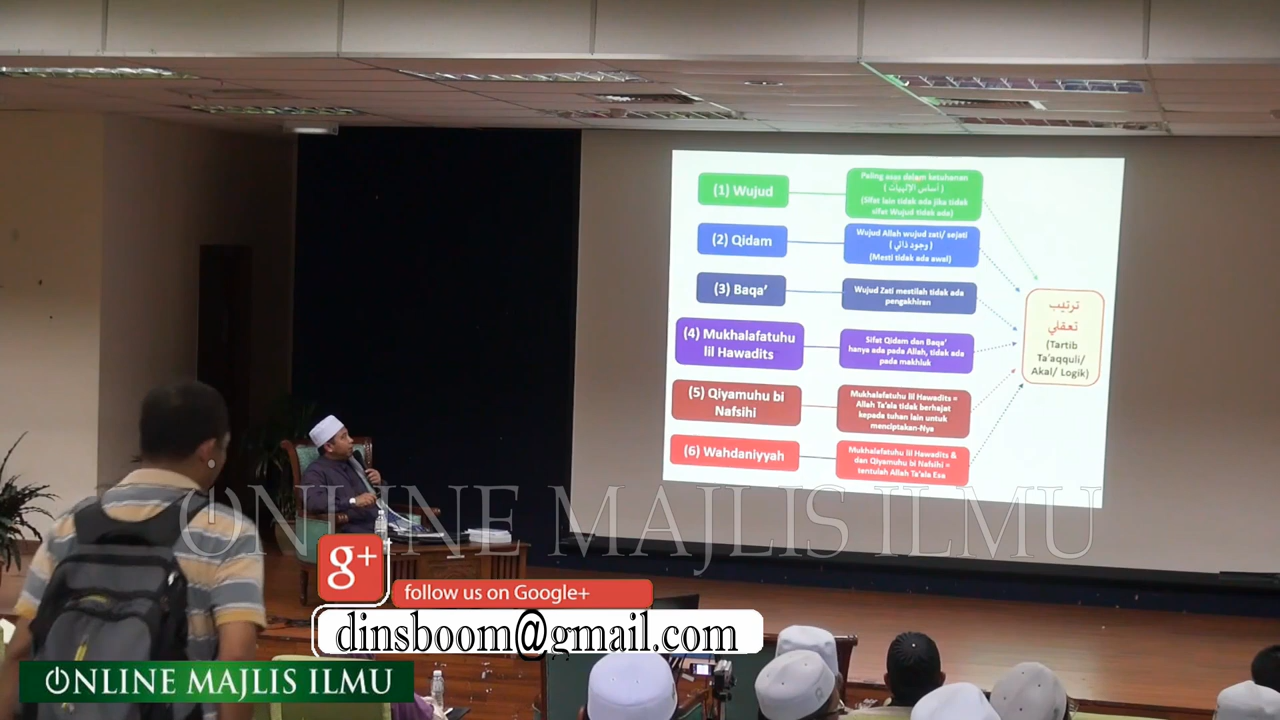 (1) Wujud
Paling asas dalam ketuhanan
( أساس الإلهيات )
(Sifat lain tidak ada jika tidak
sifat Wujud tidak ada)
(2) Qidam
Wujud Allah wujud zati/ sejati
( وجود ذاتي )
(Mesti tidak ada awal)
(3) Baqa’
Wujud Zati mestilah tidak ada
pengakhiran
(4) Mukhalafatuhu
lil Hawadits
Sifat Qidam dan Baqa’
hanya ada pada Allah, tidak ada
pada makhluk
(5) Qiyamuhu bi
Nafsihi
Mukhalafatuhu lil Hawadits =
Allah Ta’ala tidak berhajat
kepada tuhan lain untuk
menciptakan-Nya
(6) Wahdaniyyah
Mukhalafatuhu lil Hawadits &
dan Qiyamuhu bi Nafsihi =
tentulah Allah Ta’ala Esa
ترتيب
تعقلي
(Tartib
Ta’aqquli/
Akal/ Logik)
ONLINE MAJLIS ILMU
g+
follow us on Google+
dinsboom@gmail.com
ONLINE MAJLIS ILMU